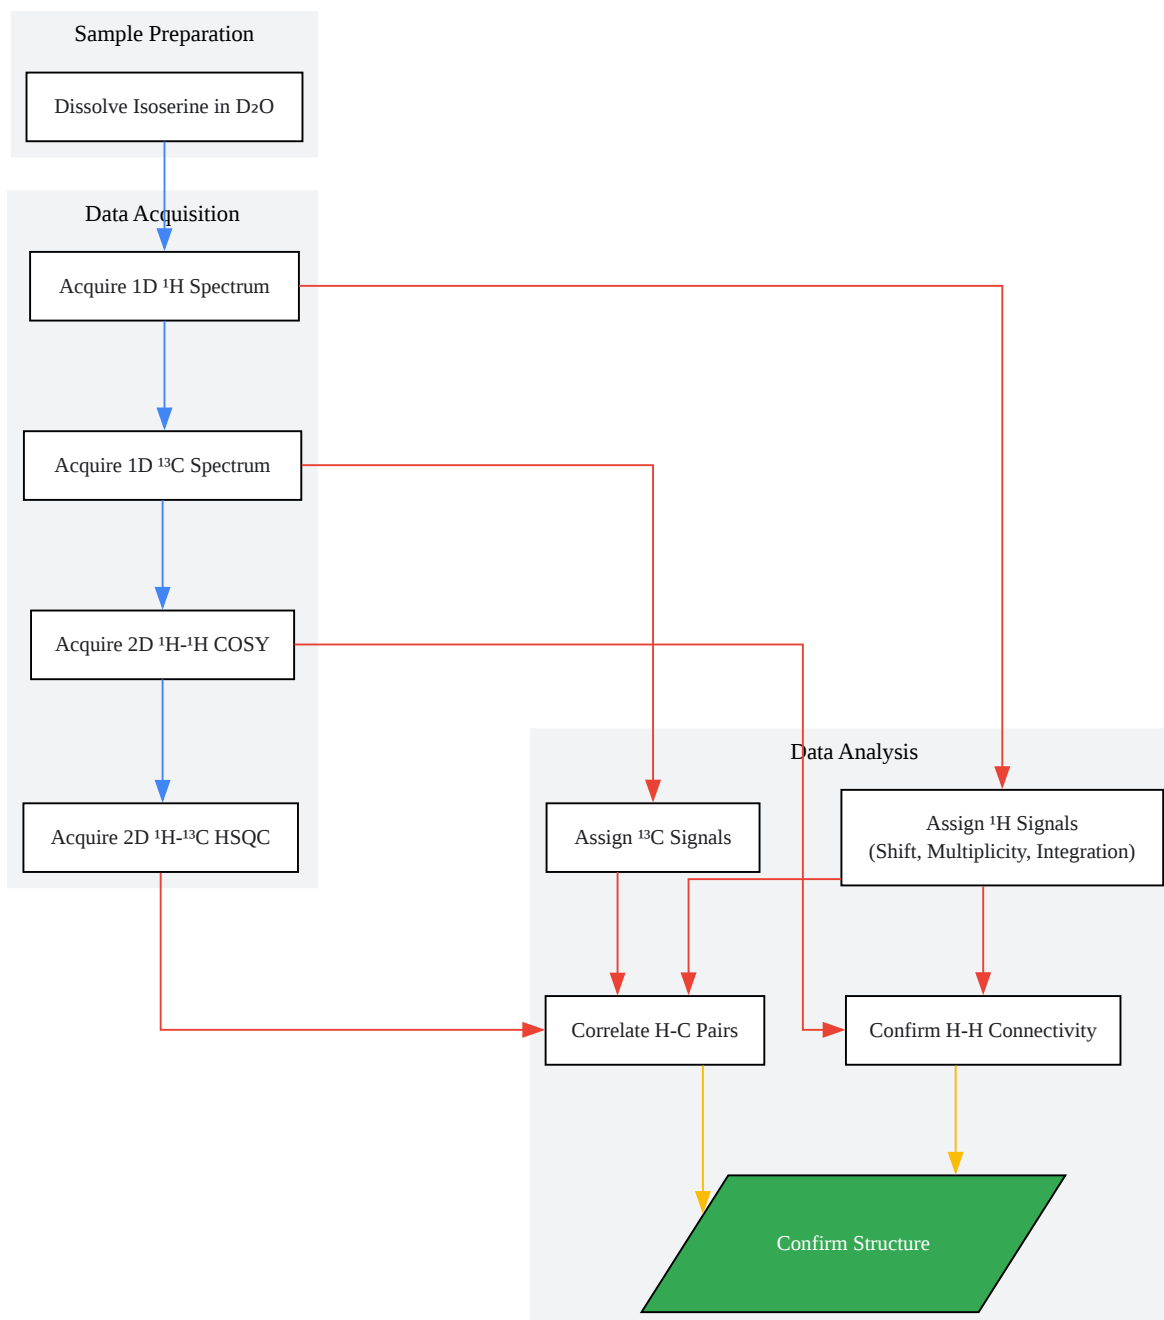 Sample Preparation
Dissolve Isoserine in D₂O
Data Acquisition
Acquire 1D ¹H Spectrum
Acquire 1D ¹³C Spectrum
Acquire 2D ¹H-¹H COSY
Acquire 2D ¹H-¹³C HSQC
Data Analysis
Assign ¹³C Signals
Assign ¹H Signals
(Shift, Multiplicity, Integration)
Correlate H-C Pairs
Confirm H-H Connectivity
Confirm Structure